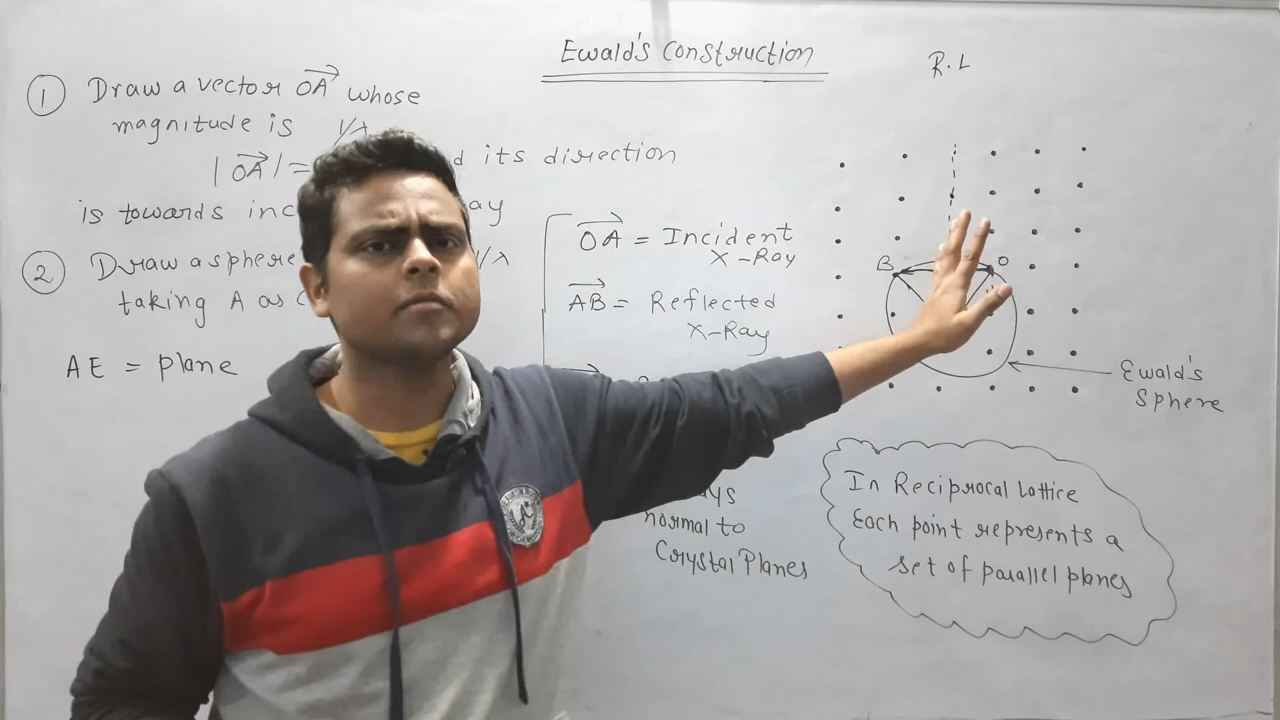 Ewald's Construction
R.L
1 Draw a vector OA whose
magnitude is 1/λ
|OA| = d its direction
is towards inc ay
2 Draw a sphere 1/λ
taking A as C
AE = plane
OA = Incident
X-Ray
AB = Reflected
X-Ray
normal to
Crystal Planes
B
O
Ewald's
Sphere
In Reciprocal Lattice
Each point represents a
set of parallel planes